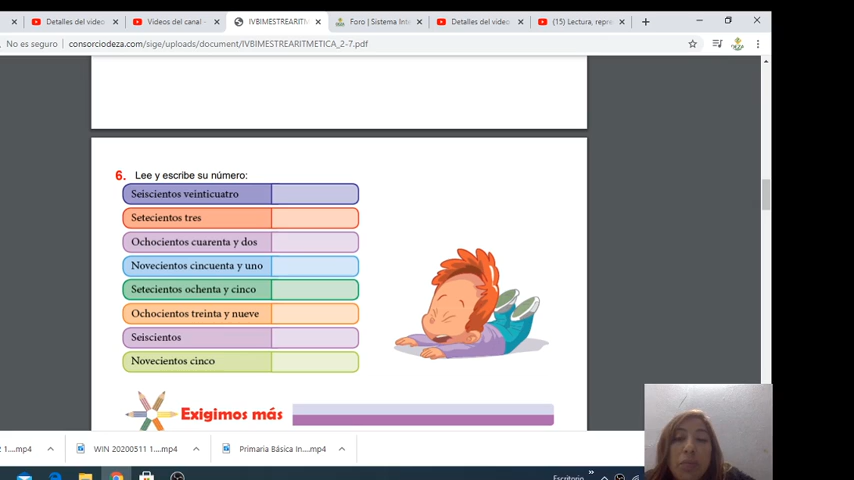 Detalles del video
Videos del canal -
IVBIMESTREARITM
Foro | Sistema Inte
Detalles del video
(15) Lectura, repre
No es seguro | consorciodeza.com/sige/uploads/document/IVBIMESTREARITMETICA_2-7.pdf
6. Lee y escribe su número:
Seiscientos veinticuatro
Setecientos tres
Ochocientos cuarenta y dos
Novecientos cincuenta y uno
Setecientos ochenta y cinco
Ochocientos treinta y nueve
Seiscientos
Novecientos cinco
Exigimos más
2 1....mp4
WIN 20200511 1....mp4
Primaria Básica In....mp4
Escritorio